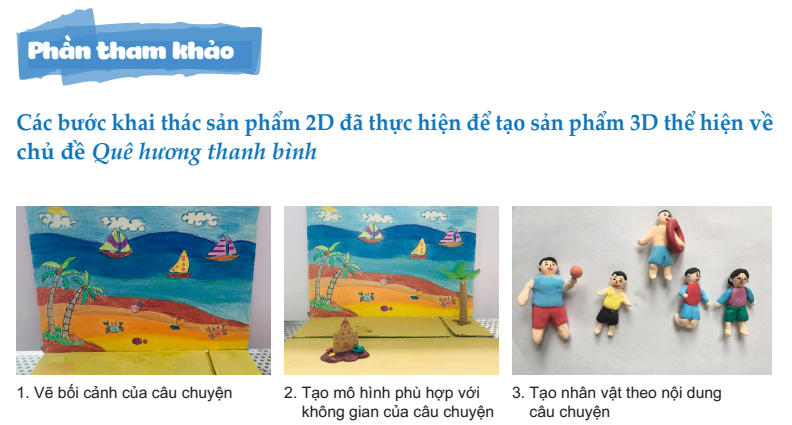 Phần tham khảo
Các bước khai thác sản phẩm 2D đã thực hiện để tạo sản phẩm 3D thể hiện về
chủ đề Quê hương thanh bình
1. Vẽ bối cảnh của câu chuyện
2. Tạo mô hình phù hợp với
không gian của câu chuyện
3. Tạo nhân vật theo nội dung
câu chuyện